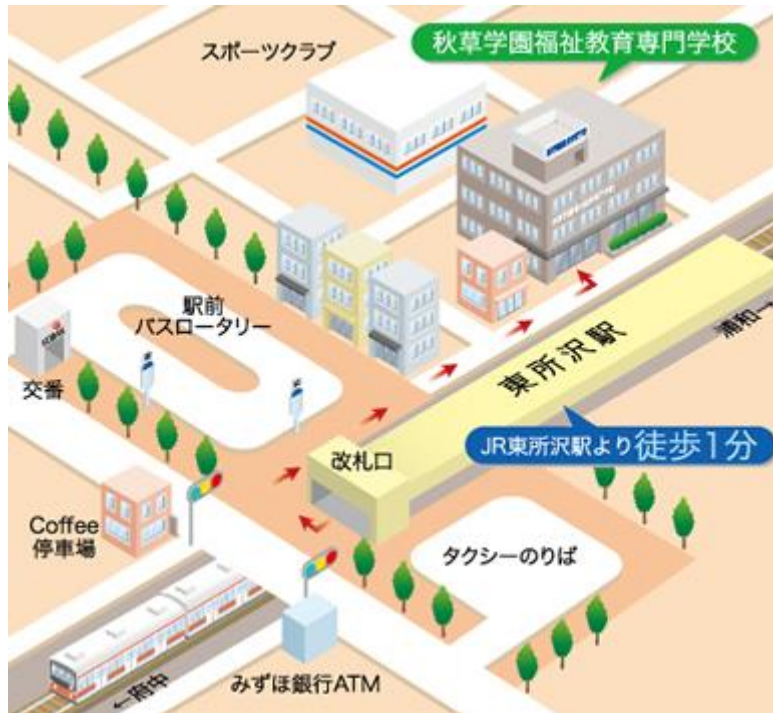 スポーツクラブ
秋草学園福祉教育専門学校
駅前
バスロータリー
交番
東所沢駅
浦和→
改札口
JR東所沢駅より徒歩1分
Coffee
停車場
タクシーのりば
みずほ銀行ATM
←府中